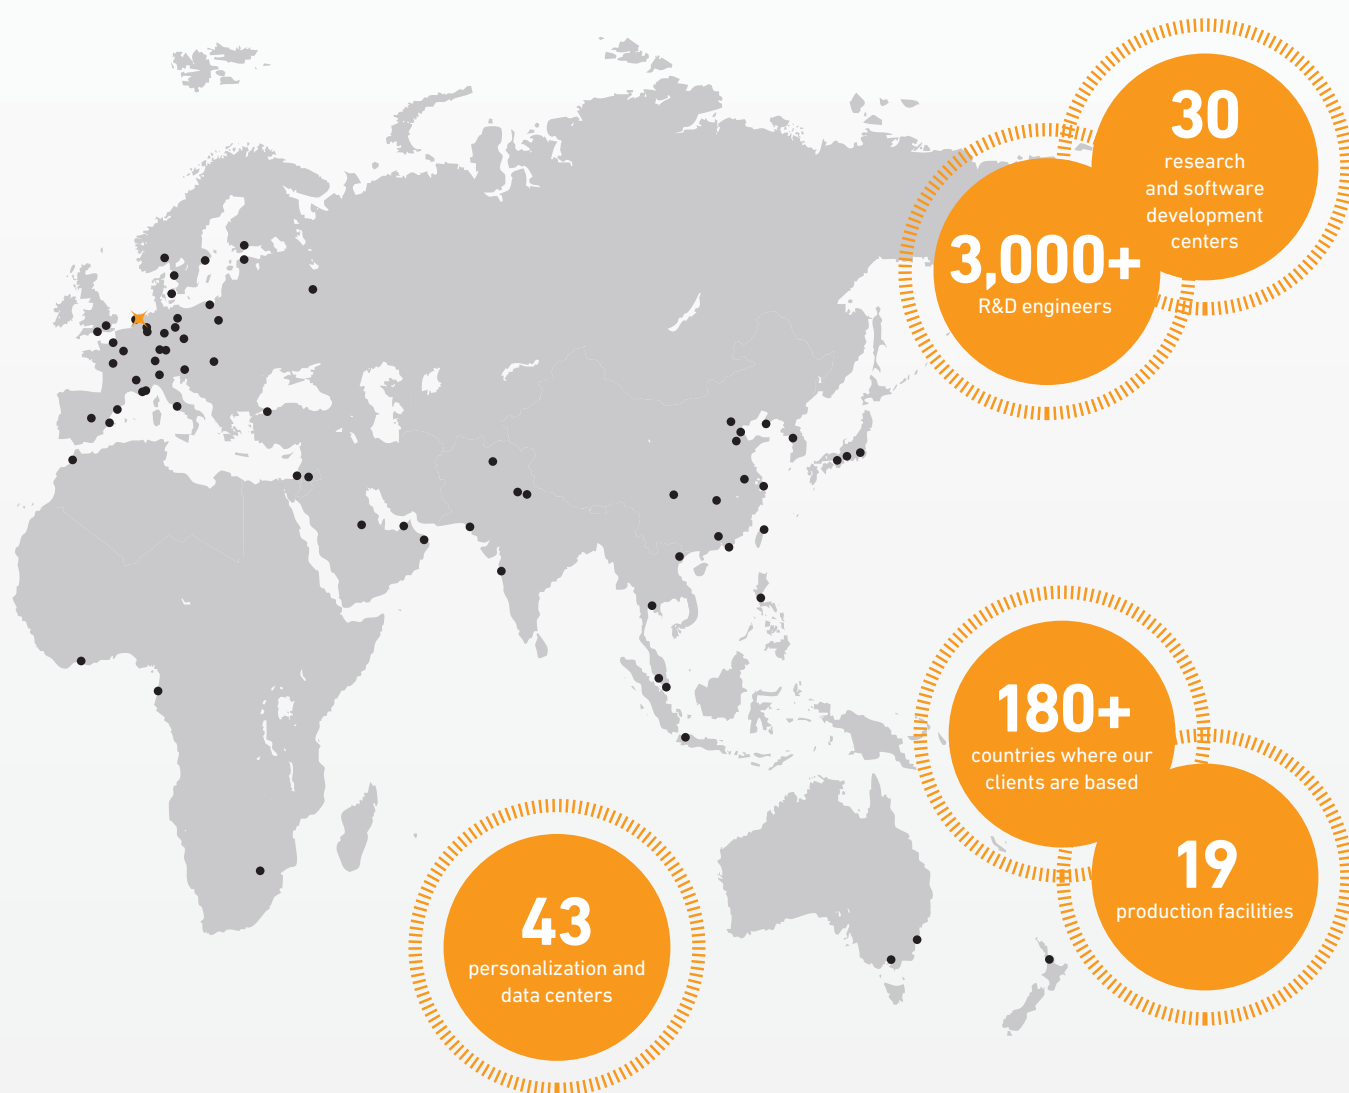 30
research
and software
development
centers
3,000+
R&D engineers
180+
countries where our
clients are based
19
production facilities
43
personalization and
data centers